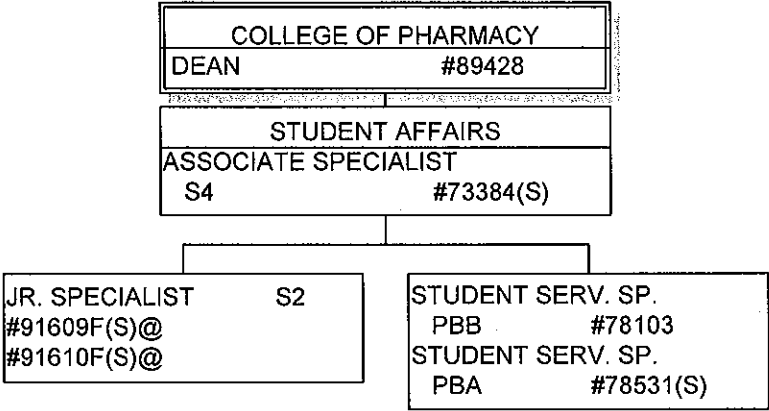 COLLEGE OF PHARMACY
DEAN #89428
STUDENT AFFAIRS
ASSOCIATE SPECIALIST
S4 #73384(S)
JR. SPECIALIST S2
#91609F(S)@
#91610F(S)@
STUDENT SERV. SP.
PBB #78103
STUDENT SERV. SP.
PBA #78531(S)